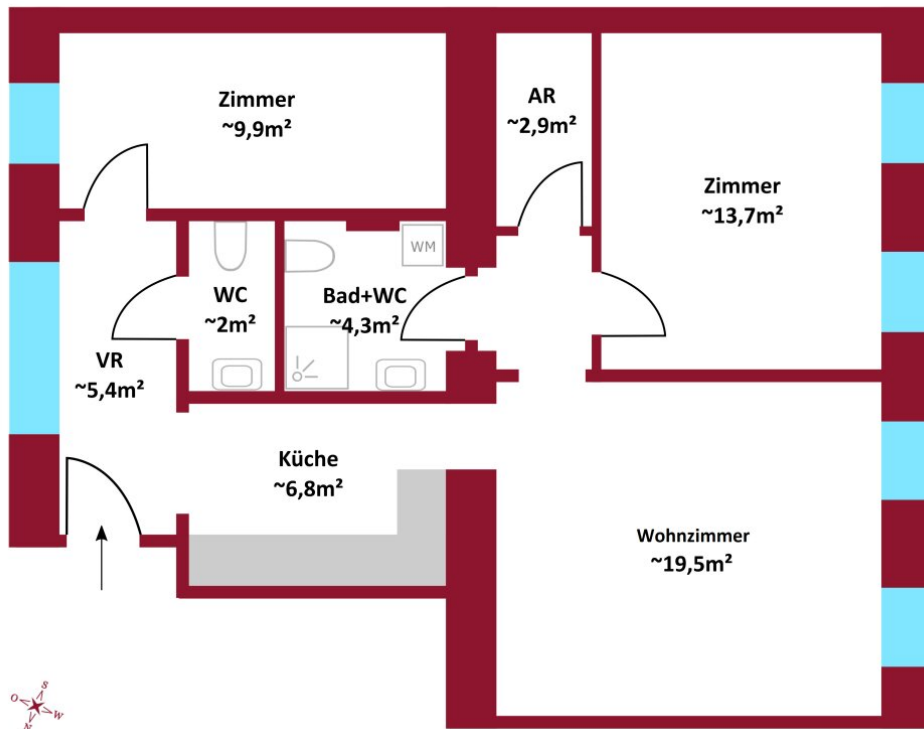 Zimmer
~9,9m²
AR
~2,9m²
Zimmer
~13,7m²
WM
WC
~2m²
Bad+WC
~4,3m²
VR
~5,4m²
Küche
~6,8m²
Wohnzimmer
~19,5m²
S
O
W
N